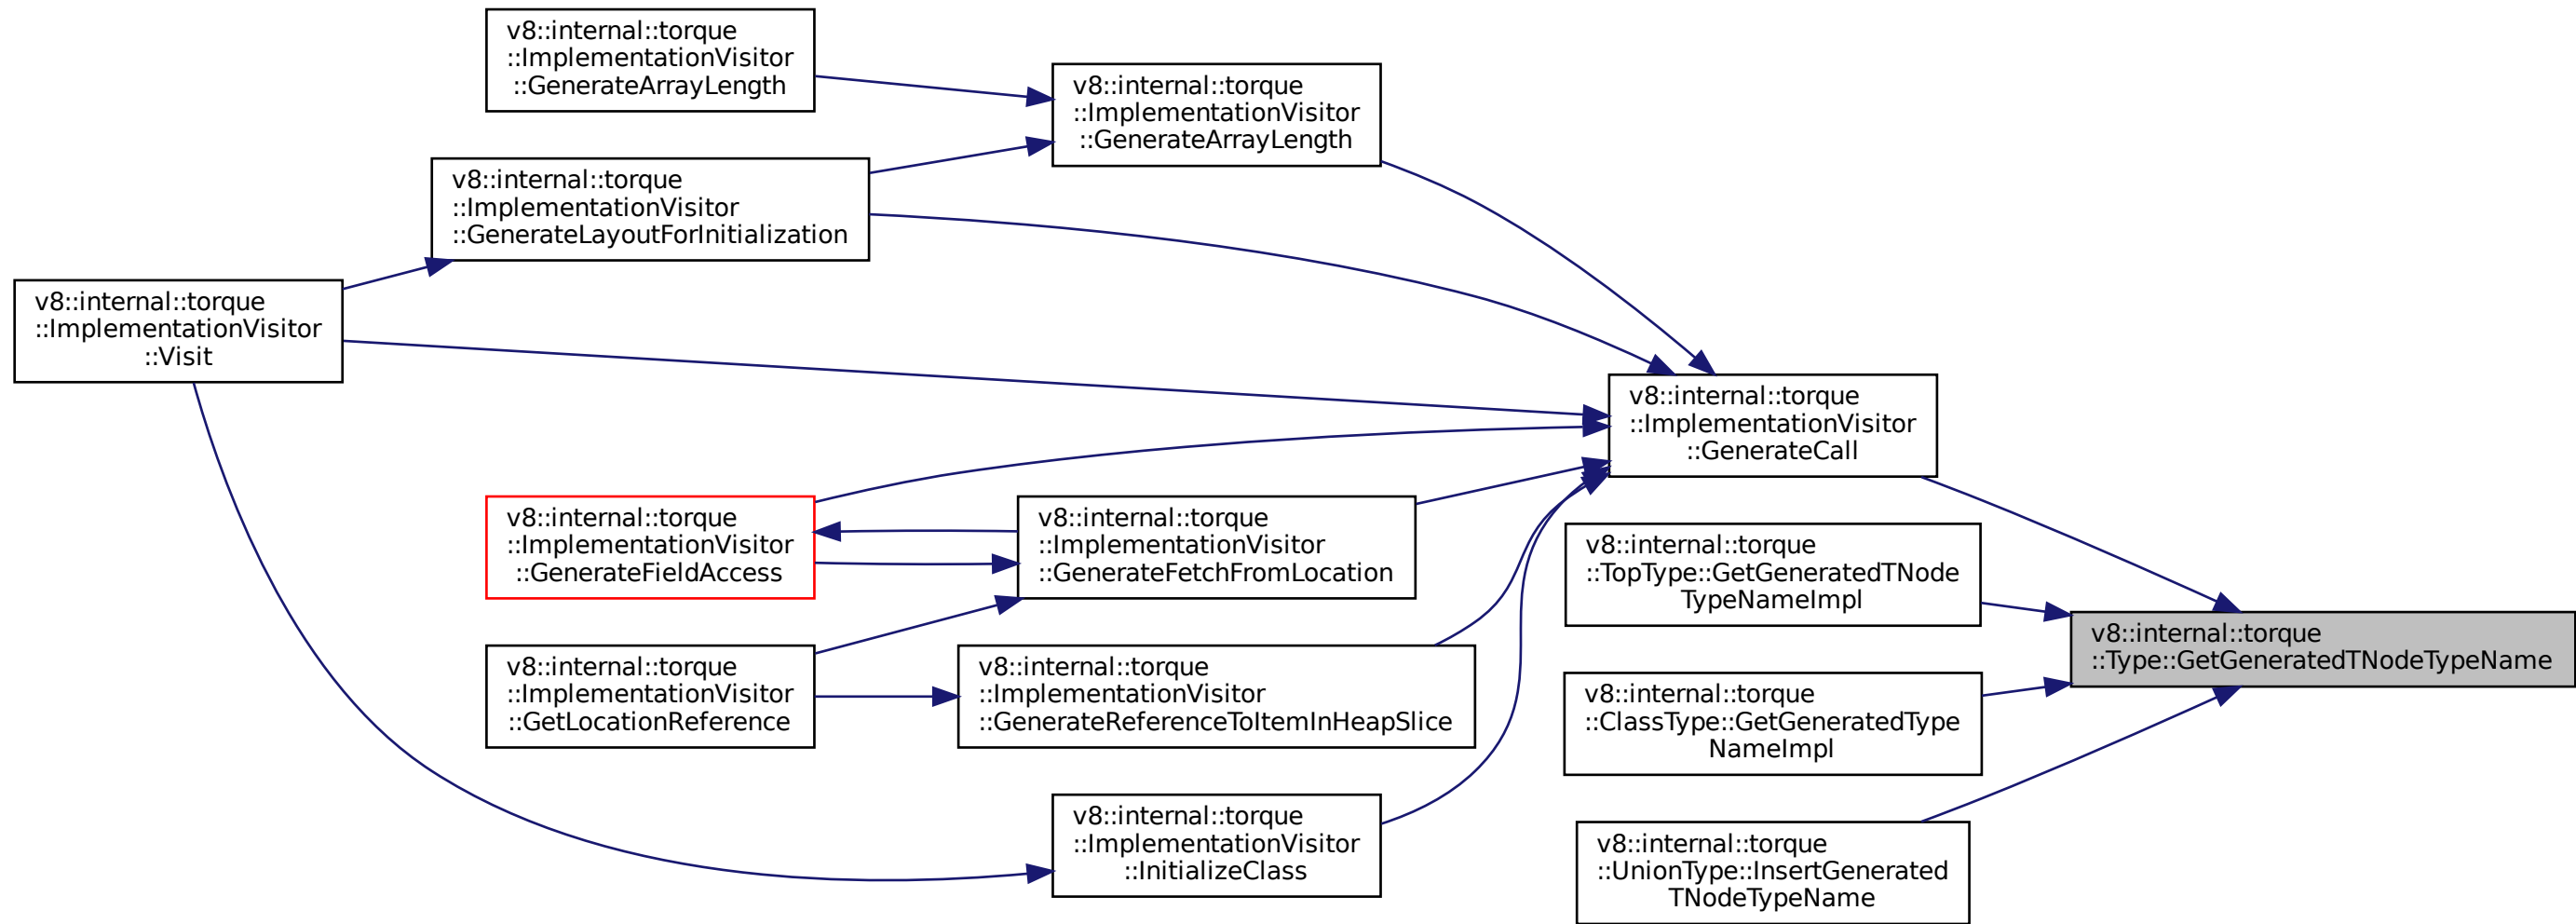 v8::internal::torque
::ImplementationVisitor
::GenerateArrayLength
v8::internal::torque
::ImplementationVisitor
::GenerateArrayLength
v8::internal::torque
::ImplementationVisitor
::GenerateLayoutForInitialization
v8::internal::torque
::ImplementationVisitor
::Visit
v8::internal::torque
::ImplementationVisitor
::GenerateCall
v8::internal::torque
::ImplementationVisitor
::GenerateFieldAccess
v8::internal::torque
::ImplementationVisitor
::GenerateFetchFromLocation
v8::internal::torque
::TopType::GetGeneratedTNode
TypeNameImpl
v8::internal::torque
::Type::GetGeneratedTNodeTypeName
v8::internal::torque
::ImplementationVisitor
::GetLocationReference
v8::internal::torque
::ImplementationVisitor
::GenerateReferenceToItemInHeapSlice
v8::internal::torque
::ClassType::GetGeneratedType
NameImpl
v8::internal::torque
::ImplementationVisitor
::InitializeClass
v8::internal::torque
::UnionType::InsertGenerated
TNodeTypeName